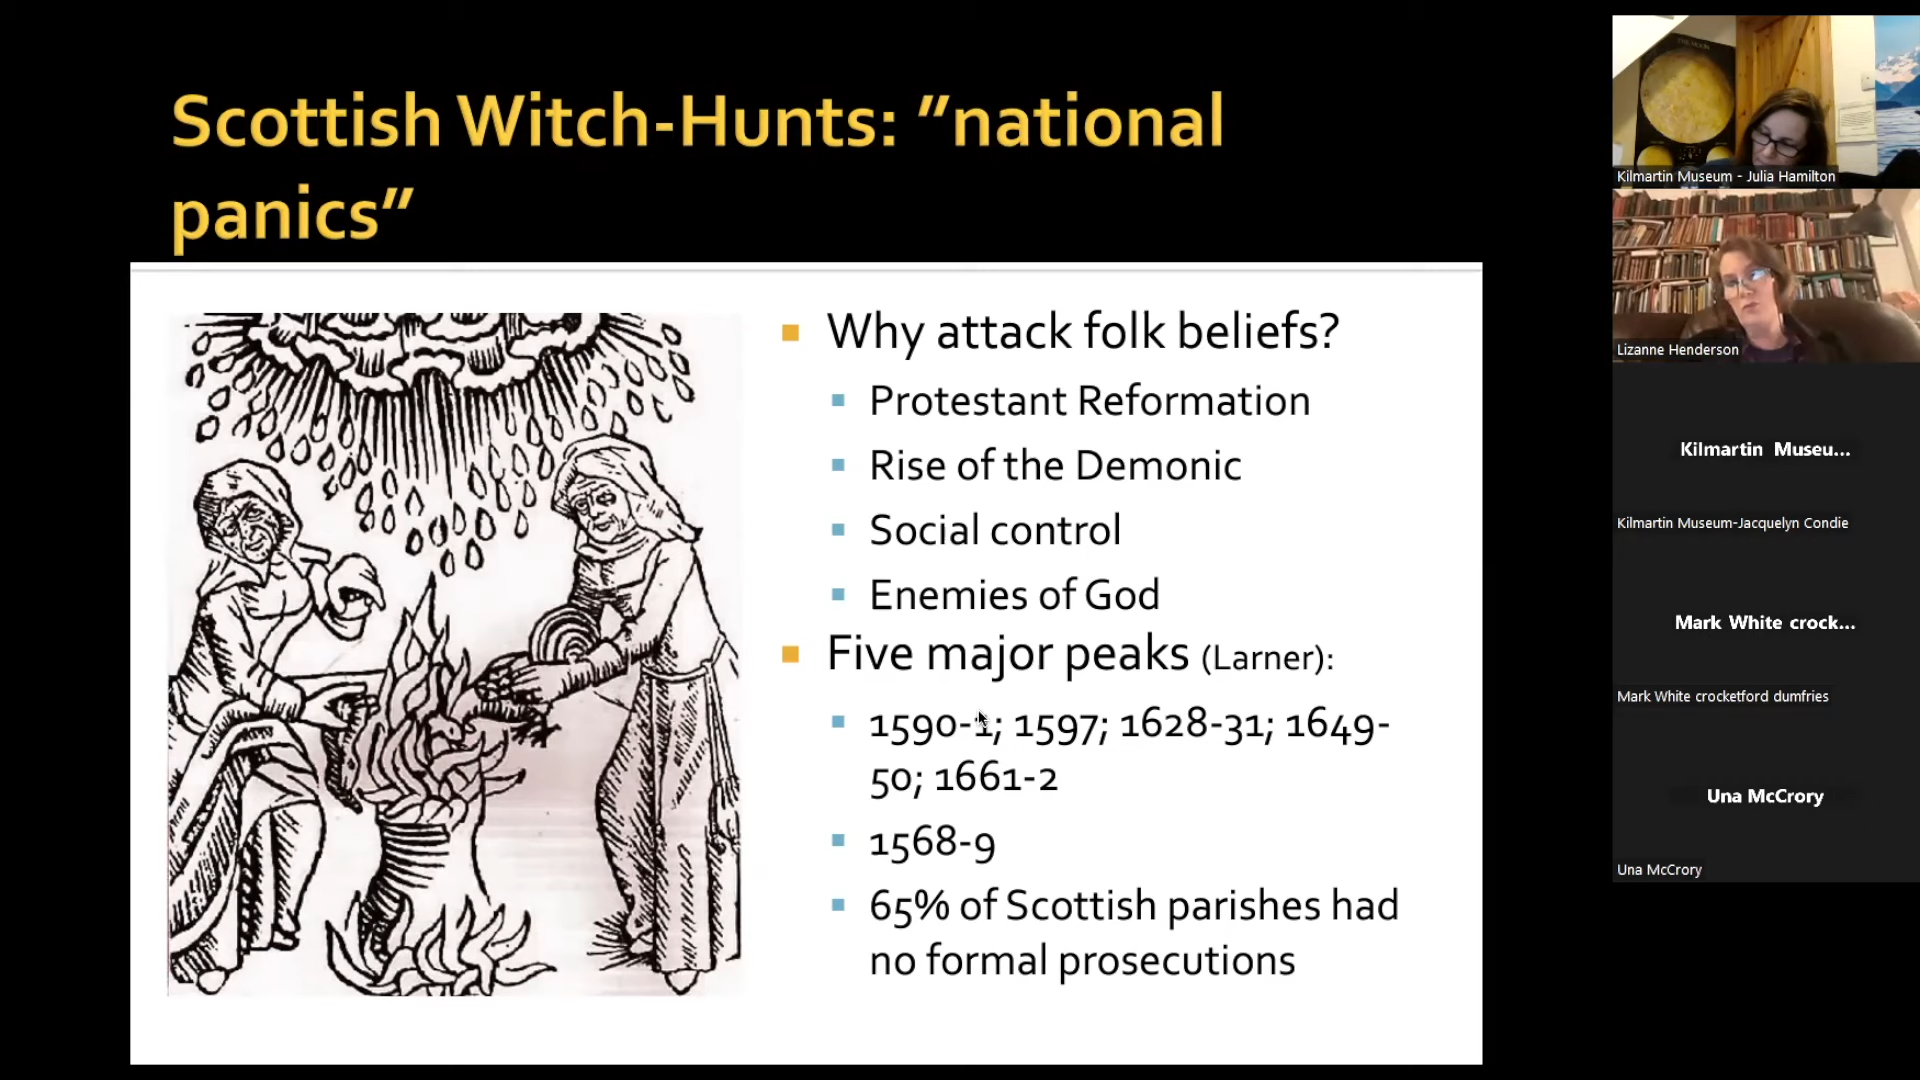 Scottish Witch-Hunts: ”national
panics”
Why attack folk beliefs?
Protestant Reformation
Rise of the Demonic
Social control
Enemies of God
Five major peaks (Larner):
1590-1; 1597; 1628-31; 1649-
50; 1661-2
1568-9
65% of Scottish parishes had
no formal prosecutions
Kilmartin Museum - Julia Hamilton
Lizanne Henderson
Kilmartin Museu...
Kilmartin Museum-Jacquelyn Condie
Mark White crock...
Mark White crocketford dumfries
Una McCrory
Una McCrory